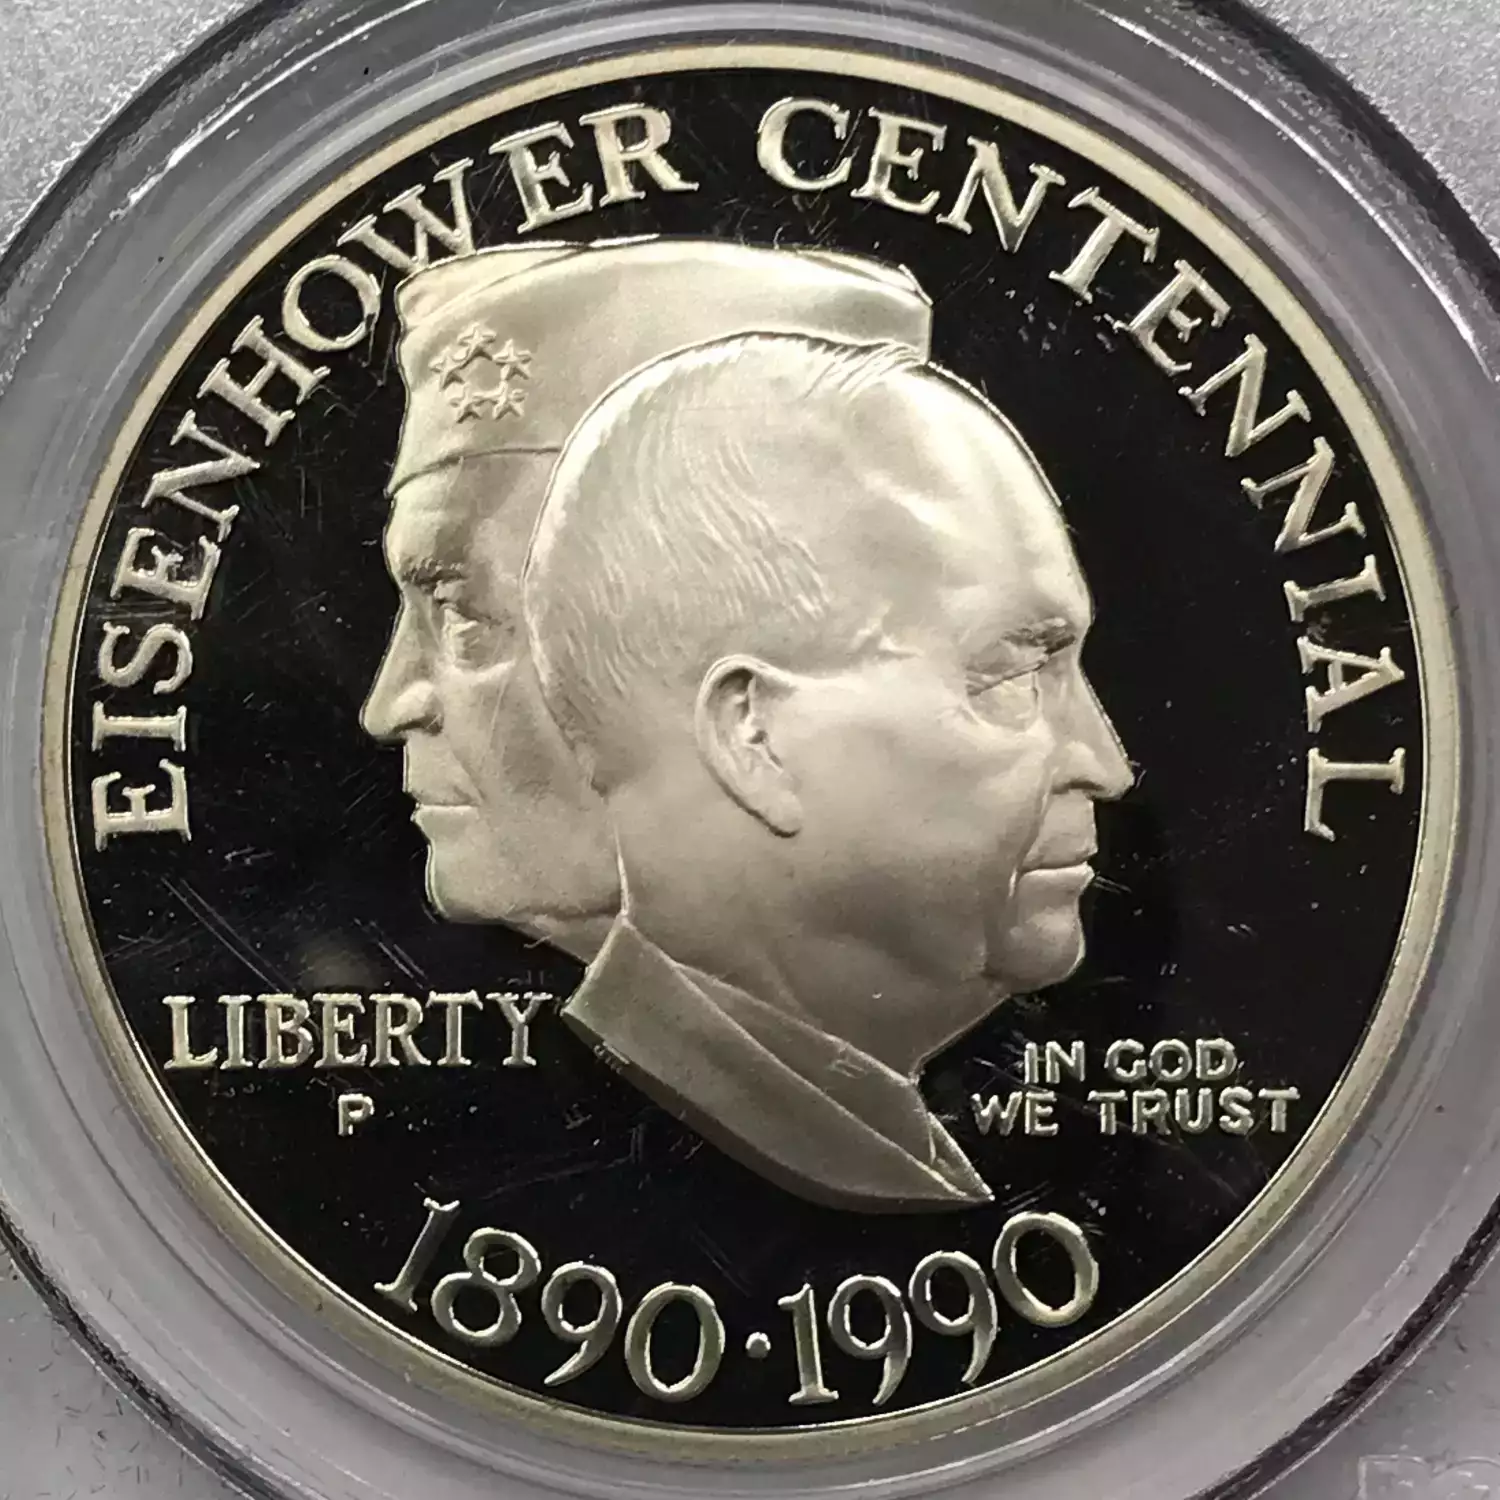 EISENHOWER CENTENNIAL
LIBERTY
P
IN GOD
WE TRUST
1890·1990